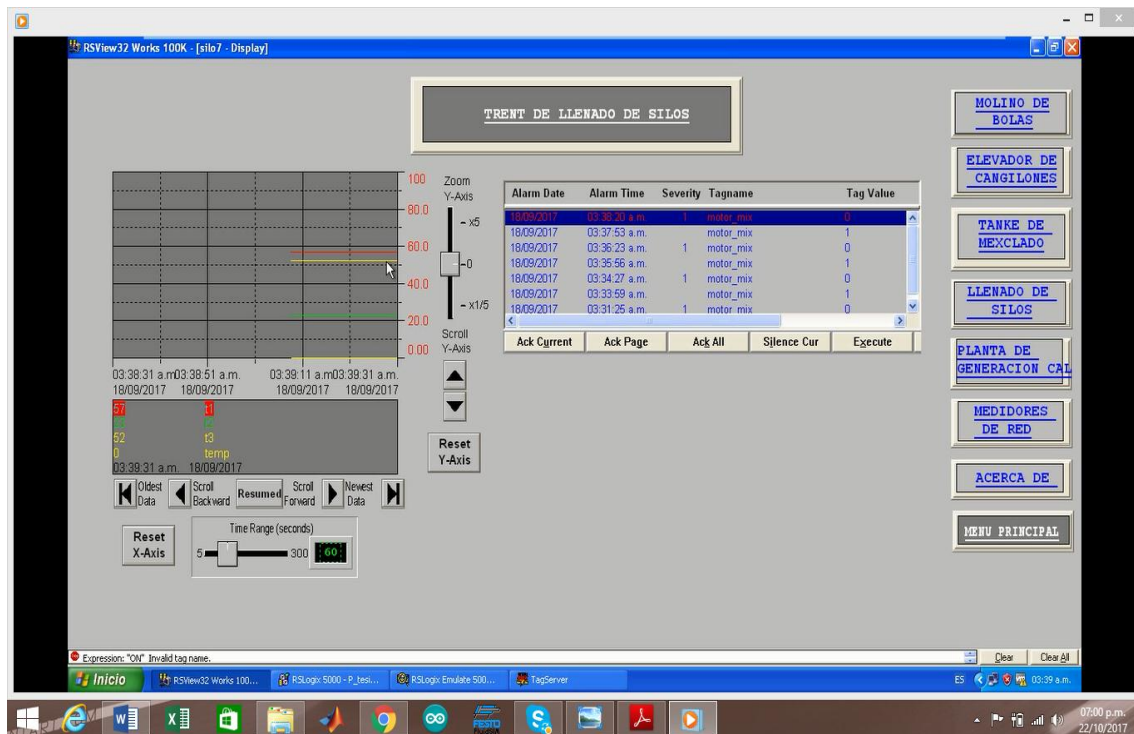 RSView32 Works 100K - [silo7 - Display]
TRENT DE LLENADO DE SILOS
MOLINO DE
BOLAS
ELEVADOR DE
CANGILONES
TANKE DE
MEXCLADO
LLENADO DE
SILOS
PLANTA DE
GENERACION CAL
MEDIDORES
DE RED
ACERCA DE
MENU PRINCIPAL
100
80.0
60.0
40.0
20.0
0.00
Zoom
Y-Axis
x5
0
x1/5
Scroll
Y-Axis
Reset
Y-Axis
Alarm Date Alarm Time Severity Tagname Tag Value
18/09/2017 03:38:20 a.m. 1 motor_mix 0
18/09/2017 03:37:53 a.m. motor_mix 1
18/09/2017 03:36:23 a.m. 1 motor_mix 0
18/09/2017 03:35:56 a.m. motor_mix 1
18/09/2017 03:34:27 a.m. 1 motor_mix 0
18/09/2017 03:33:59 a.m. motor_mix 1
18/09/2017 03:31:25 a.m. 1 motor_mix 0
Ack Current Ack Page Ack All Silence Cur Execute
03:38:31 a.m 03:38:51 a.m. 03:39:11 a.m 03:39:31 a.m.
18/09/2017 18/09/2017 18/09/2017 18/09/2017
57 t1
52 t3
0 temp
03:39:31 a.m. 18/09/2017
Oldest
Data
Scroll
Backward
Resumed
Scroll
Forward
Newest
Data
Reset
X-Axis
Time Range (seconds)
5 300 60
Expression: "ON" Invalid tag name.
Clear Clear All
Inicio RSView32 Works 100... RSLogix 5000 - P_tesi... RSLogix Emulate 500... TagServer ES 03:39 a.m.
FESTO
07:00 p.m.
22/10/2017